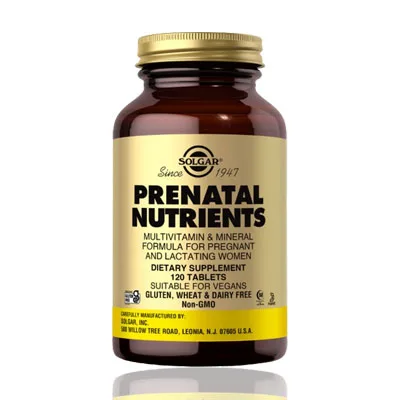 SOLGAR®
Since 1947
PRENATAL
NUTRIENTS
MULTIVITAMIN & MINERAL
FORMULA FOR PREGNANT
AND LACTATING WOMEN
DIETARY SUPPLEMENT
120 TABLETS
SUITABLE FOR VEGANS
GLUTEN, WHEAT & DAIRY FREE
Non-GMO
CAREFULLY MANUFACTURED BY:
SOLGAR, INC.
500 WILLOW TREE ROAD, LEONIA, N.J. 07605 U.S.A.